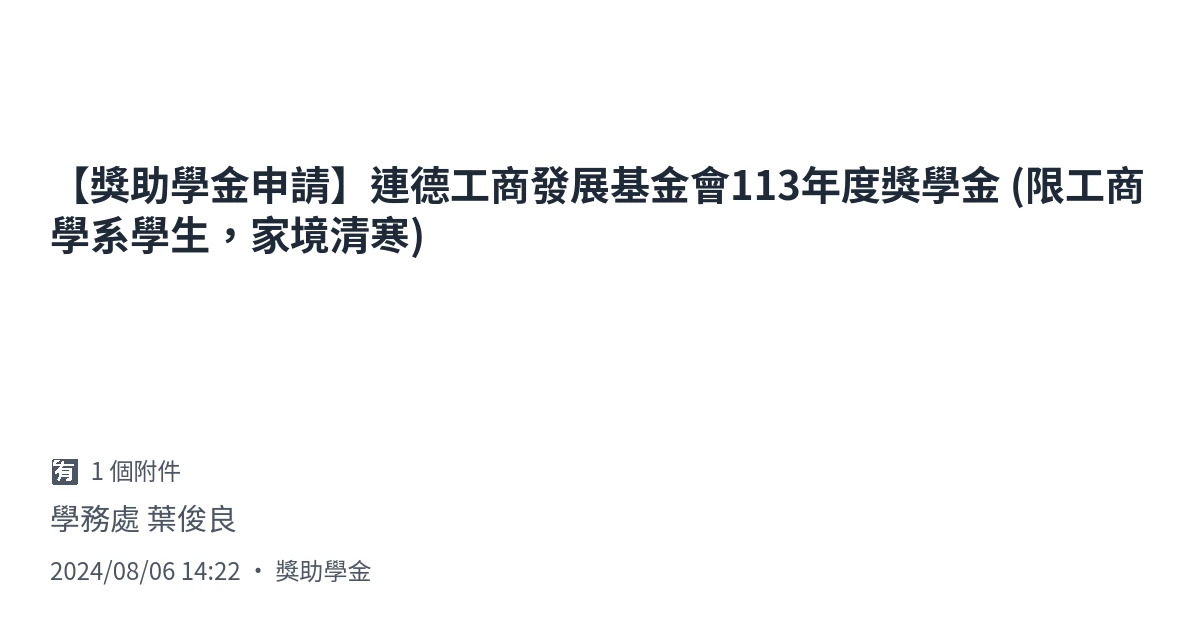 【獎助學金申請】連德工商發展基金會113年度獎學金 (限工商
學系學生，家境清寒)
有 1 個附件
學務處 葉俊良
2024/08/06 14:22 ・ 獎助學金